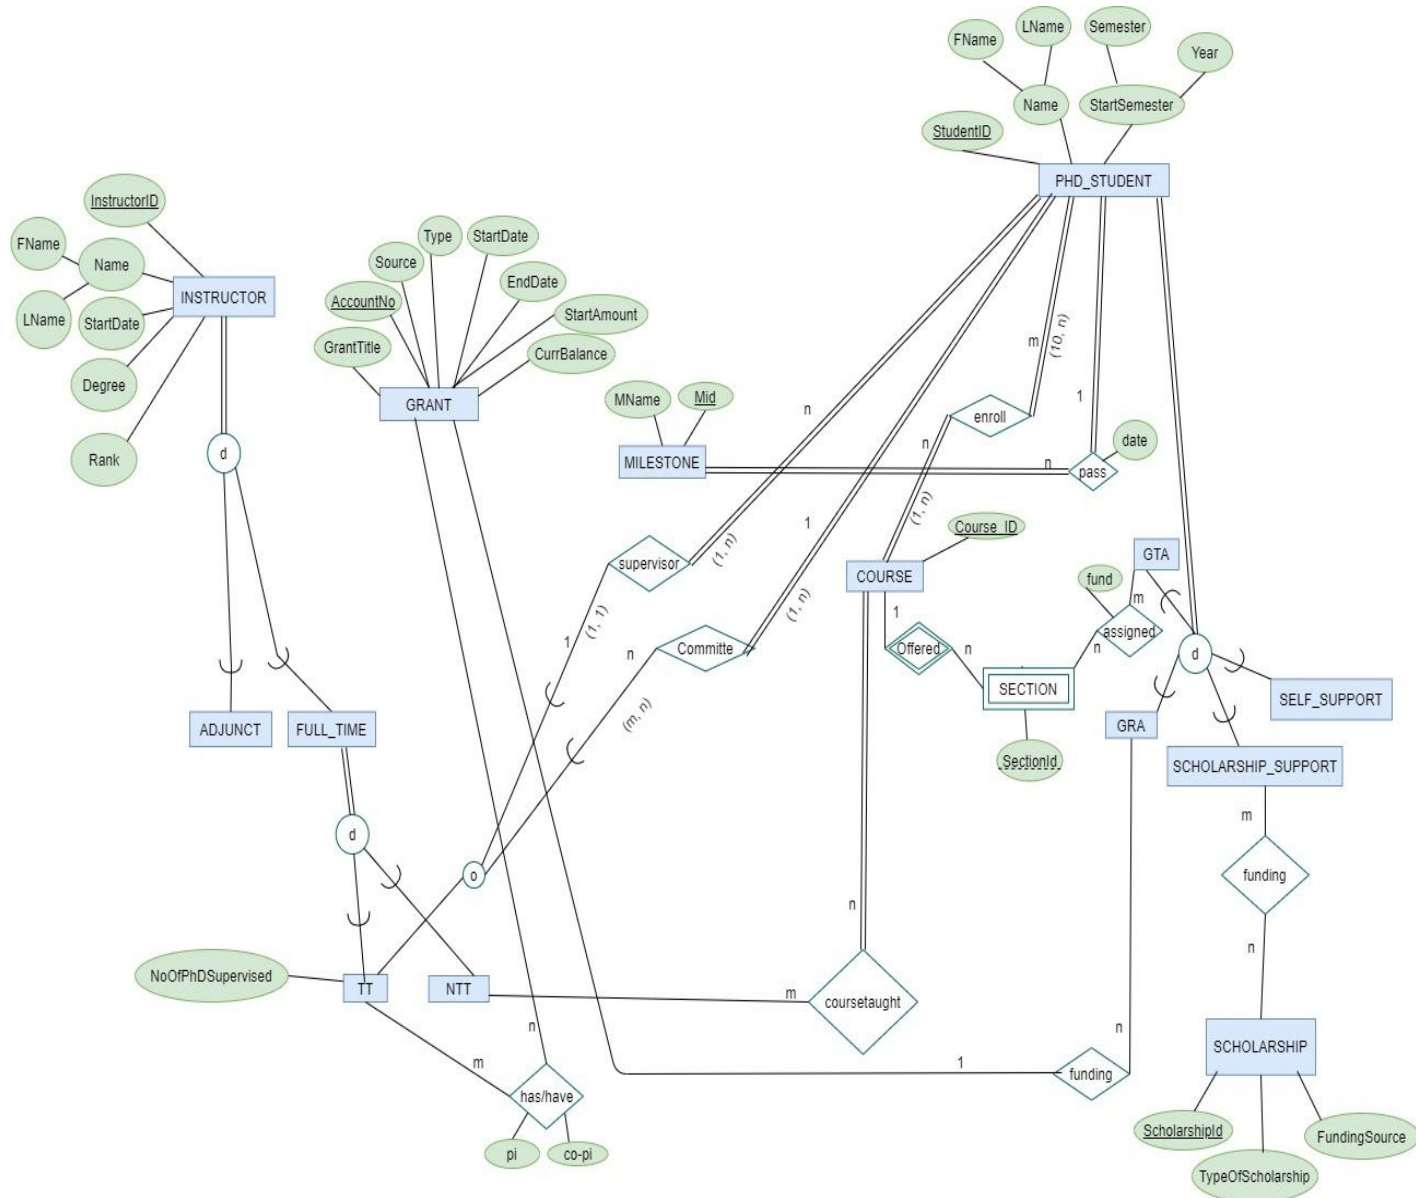 LName
Semester
FName
Year
Name
StartSemester
StudentID
PHD_STUDENT
InstructorID
FName
Name
LName
StartDate
INSTRUCTOR
Degree
Rank
d
Type
StartDate
Source
EndDate
AccountNo
StartAmount
GrantTitle
CurrBalance
GRANT
MName
Mid
MILESTONE
n
m
(10, n)
enroll
n
(1, n)
1
date
n
pass
supervisor
(1, n)
1
(1, 1)
1
(1, n)
Committe
n
(m, n)
Course_ID
COURSE
1
Offered
n
SECTION
SectionId
fund
GTA
m
assigned
n
d
SELF_SUPPORT
GRA
SCHOLARSHIP_SUPPORT
ADJUNCT
FULL_TIME
d
o
NoOfPhDSupervised
TT
NTT
m
n
coursetaught
m
n
has/have
pi
co-pi
1
n
funding
m
funding
n
SCHOLARSHIP
ScholarshipId
TypeOfScholarship
FundingSource